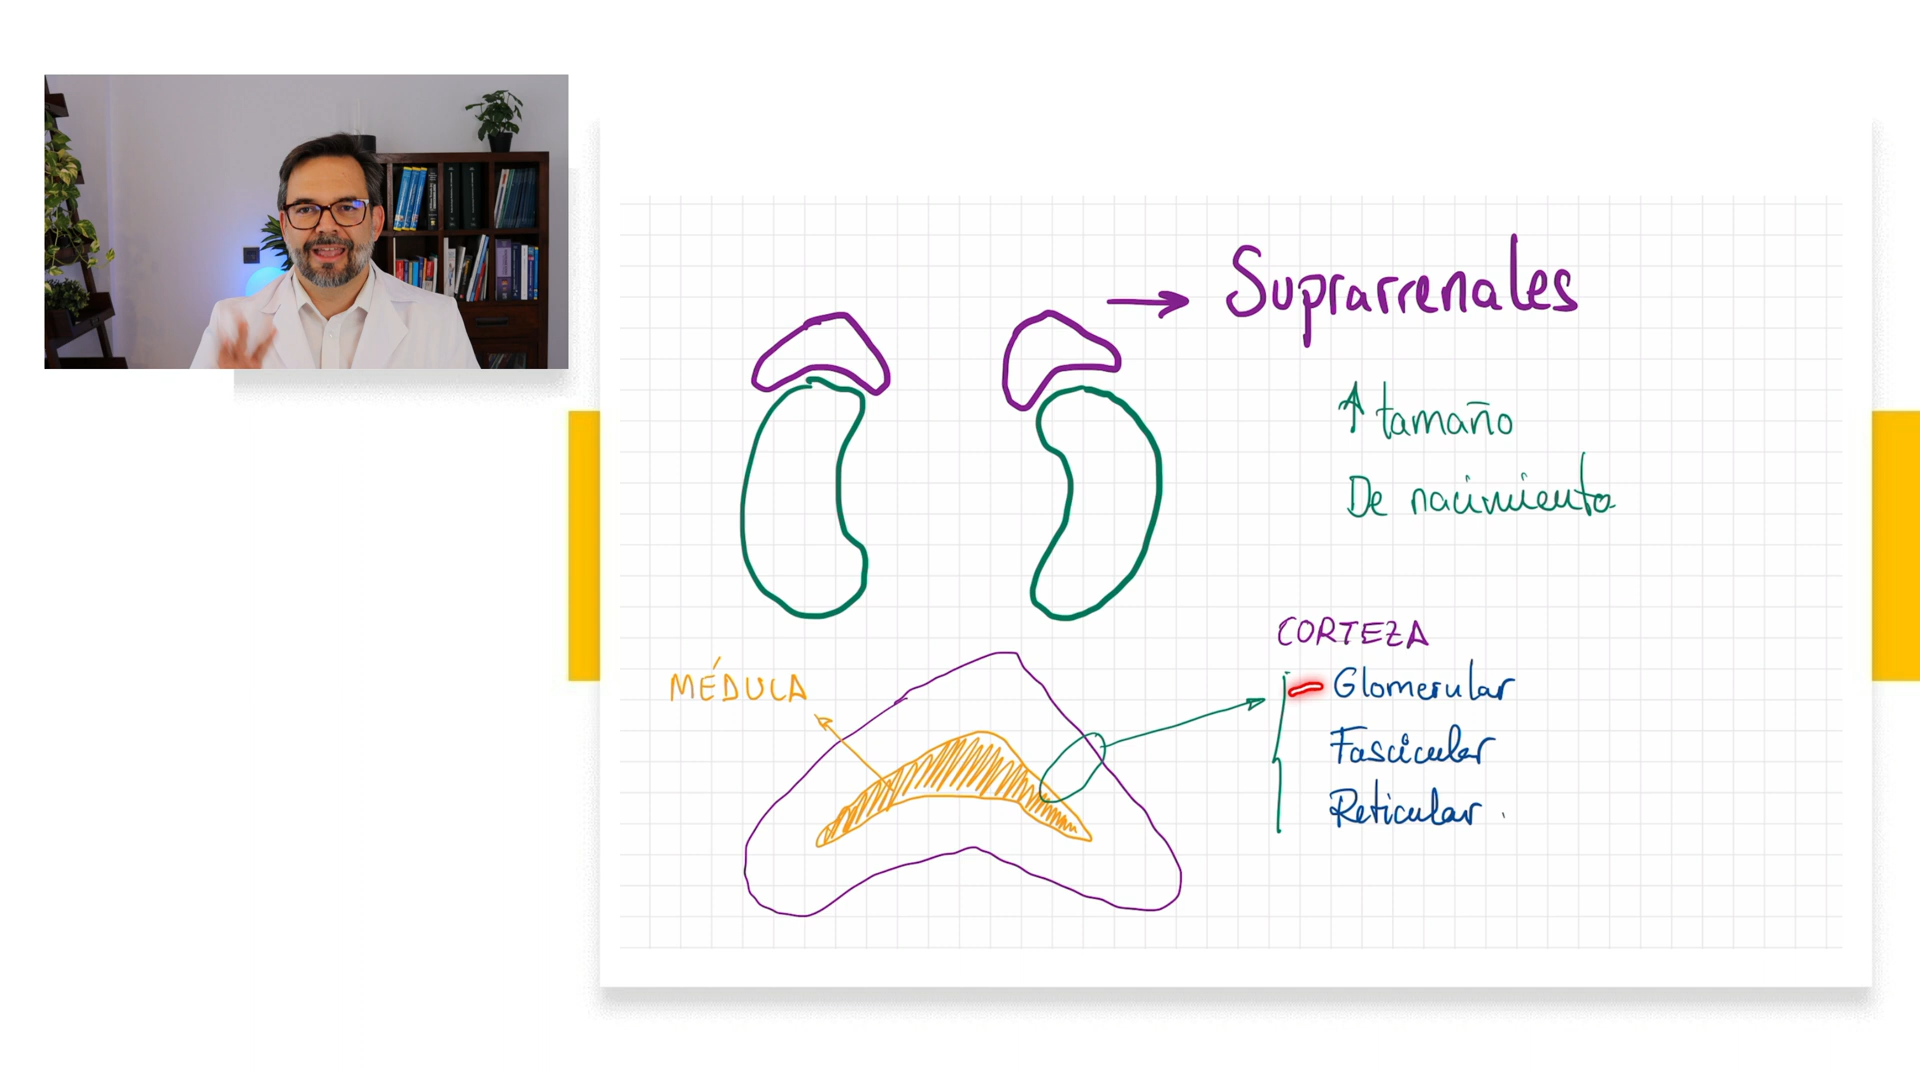 Suprarrenales
↑ tamaño
De nacimiento
MÉDULA
CORTEZA
Glomerular
Fascicular
Reticular